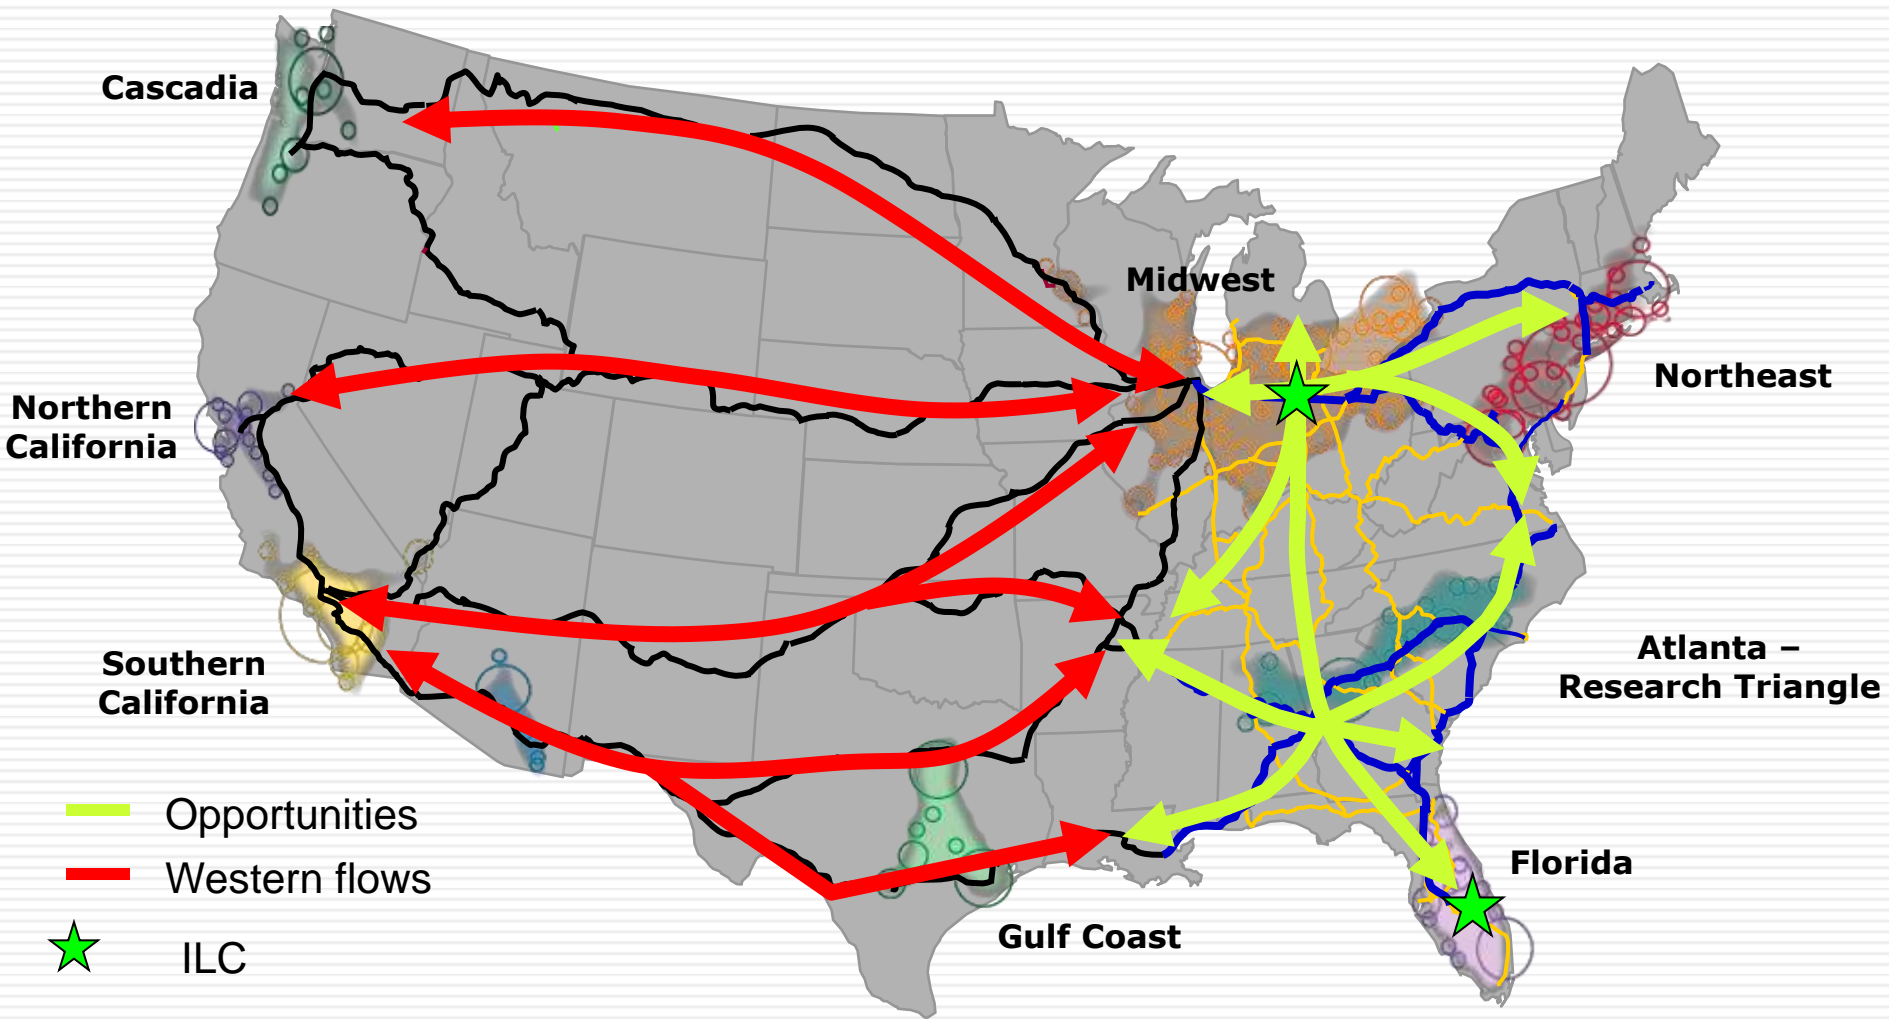 Cascadia
Midwest
Northeast
Northern
California
Southern
California
Atlanta –
Research Triangle
Opportunities
Western flows
ILC
Florida
Gulf Coast